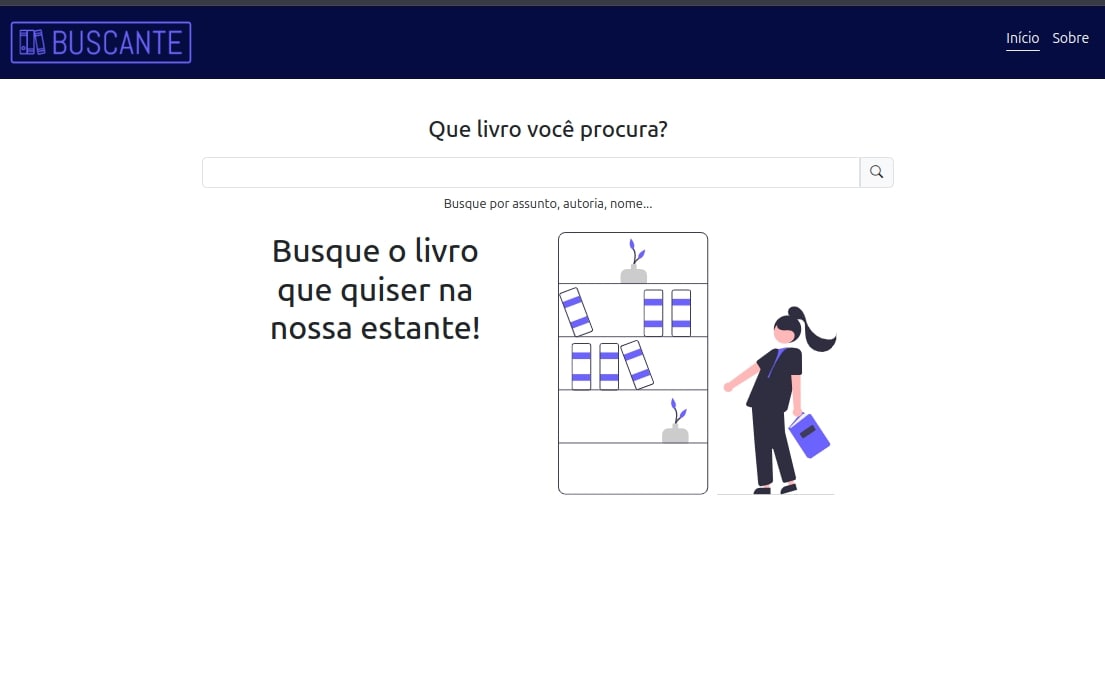 BUSCANTE
Início Sobre
Que livro você procura?
Busque por assunto, autoria, nome...
Busque o livro
que quiser na
nossa estante!